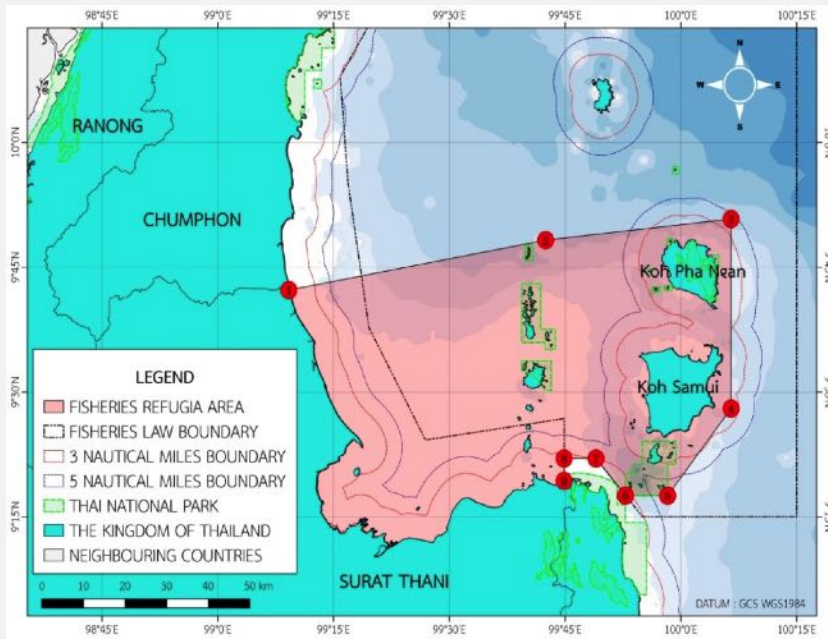 98°45'E
99°0'E
99°15'E
99°30'E
99°45'E
100°0'E
100°15'E
N
W
E
S
RANONG
CHUMPHON
10°0'N
9°45'N
9°30'N
9°15'N
1
2
Koh Pha Ngan
Koh Samui
7
SURAT THANI
LEGEND
FISHERIES REFUGIA AREA
FISHERIES LAW BOUNDARY
3 NAUTICAL MILES BOUNDARY
5 NAUTICAL MILES BOUNDARY
THAI NATIONAL PARK
THE KINGDOM OF THAILAND
NEIGHBOURING COUNTRIES
0 10 20 30 40 50 km
DATUM : GCS WGS1984
98°45'E
99°0'E
99°15'E
99°30'E
99°45'E
100°0'E
100°15'E